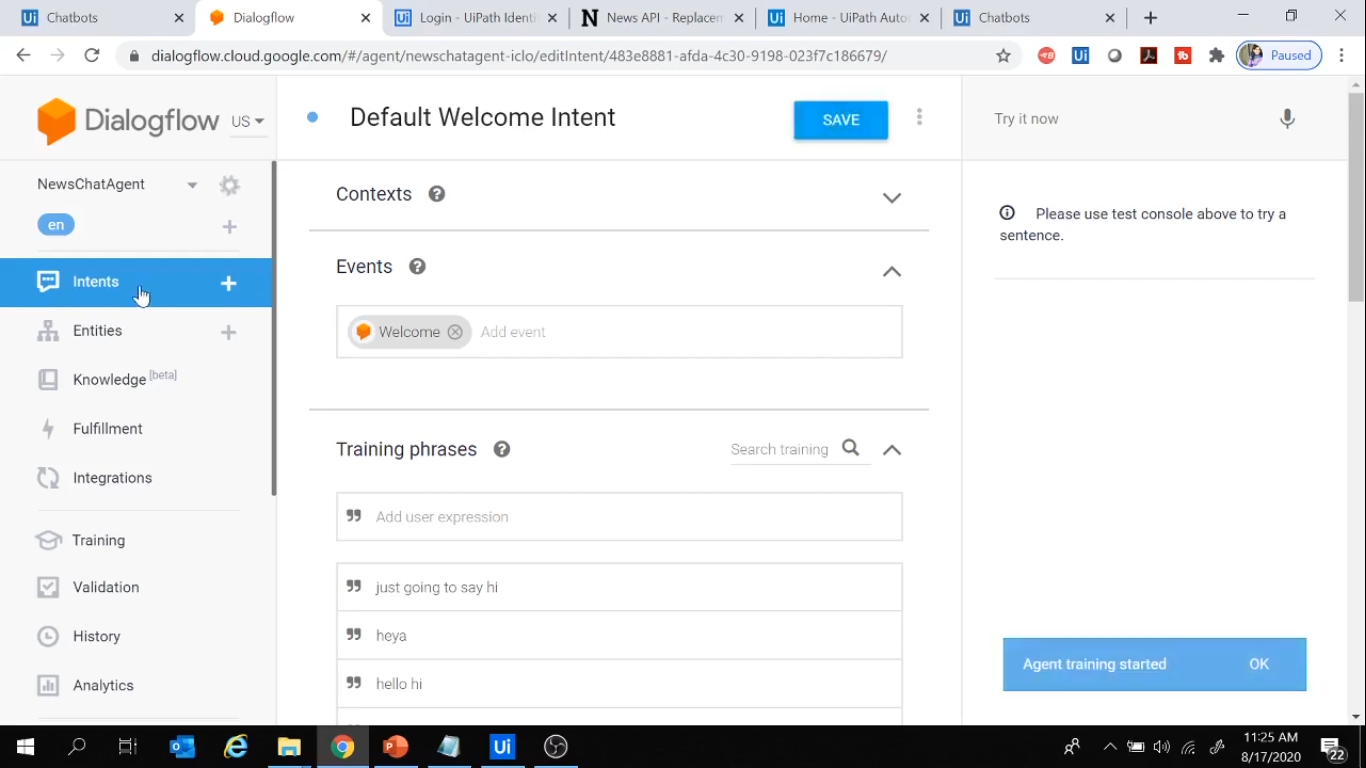 Chatbots
Dialogflow
Login - UiPath Identi
News API - Replacem
Home - UiPath Auto
Chatbots
dialogflow.cloud.google.com/#/agent/newschatagent-iclo/editIntent/483e8881-afda-4c30-9198-023f7c186679/
Paused
Dialogflow
US
Default Welcome Intent
SAVE
Try it now
NewsChatAgent
en
Contexts
Please use test console above to try a
sentence.
Events
Intents
Welcome
Add event
Entities
Knowledge [beta]
Fulfillment
Training phrases
Search training
Integrations
Add user expression
Training
just going to say hi
Validation
heya
History
hello hi
Analytics
Agent training started
OK
11:25 AM
8/17/2020
22